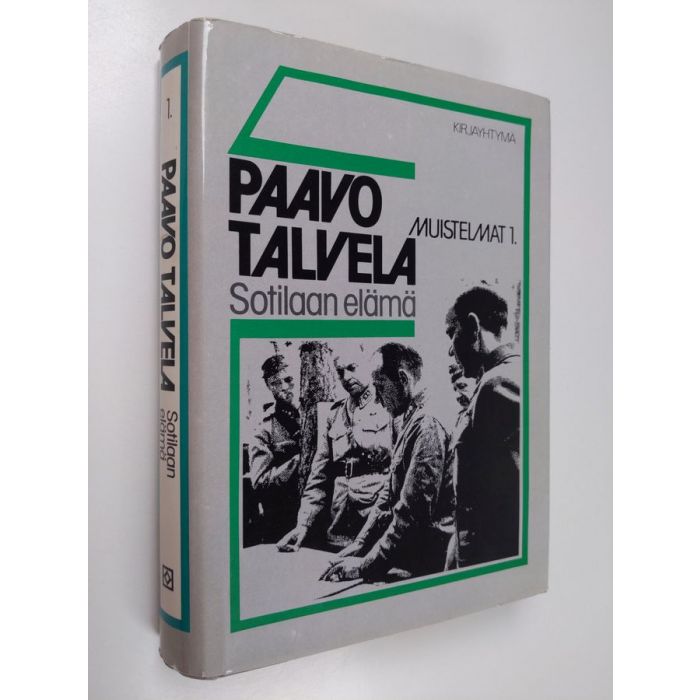 KIRJAYHTYMÄ
PAAVO
TALVELA
MUISTELMAT 1.
Sotilaan elämä
1.
PAAVO TALVELA
Sotilaan
elämä